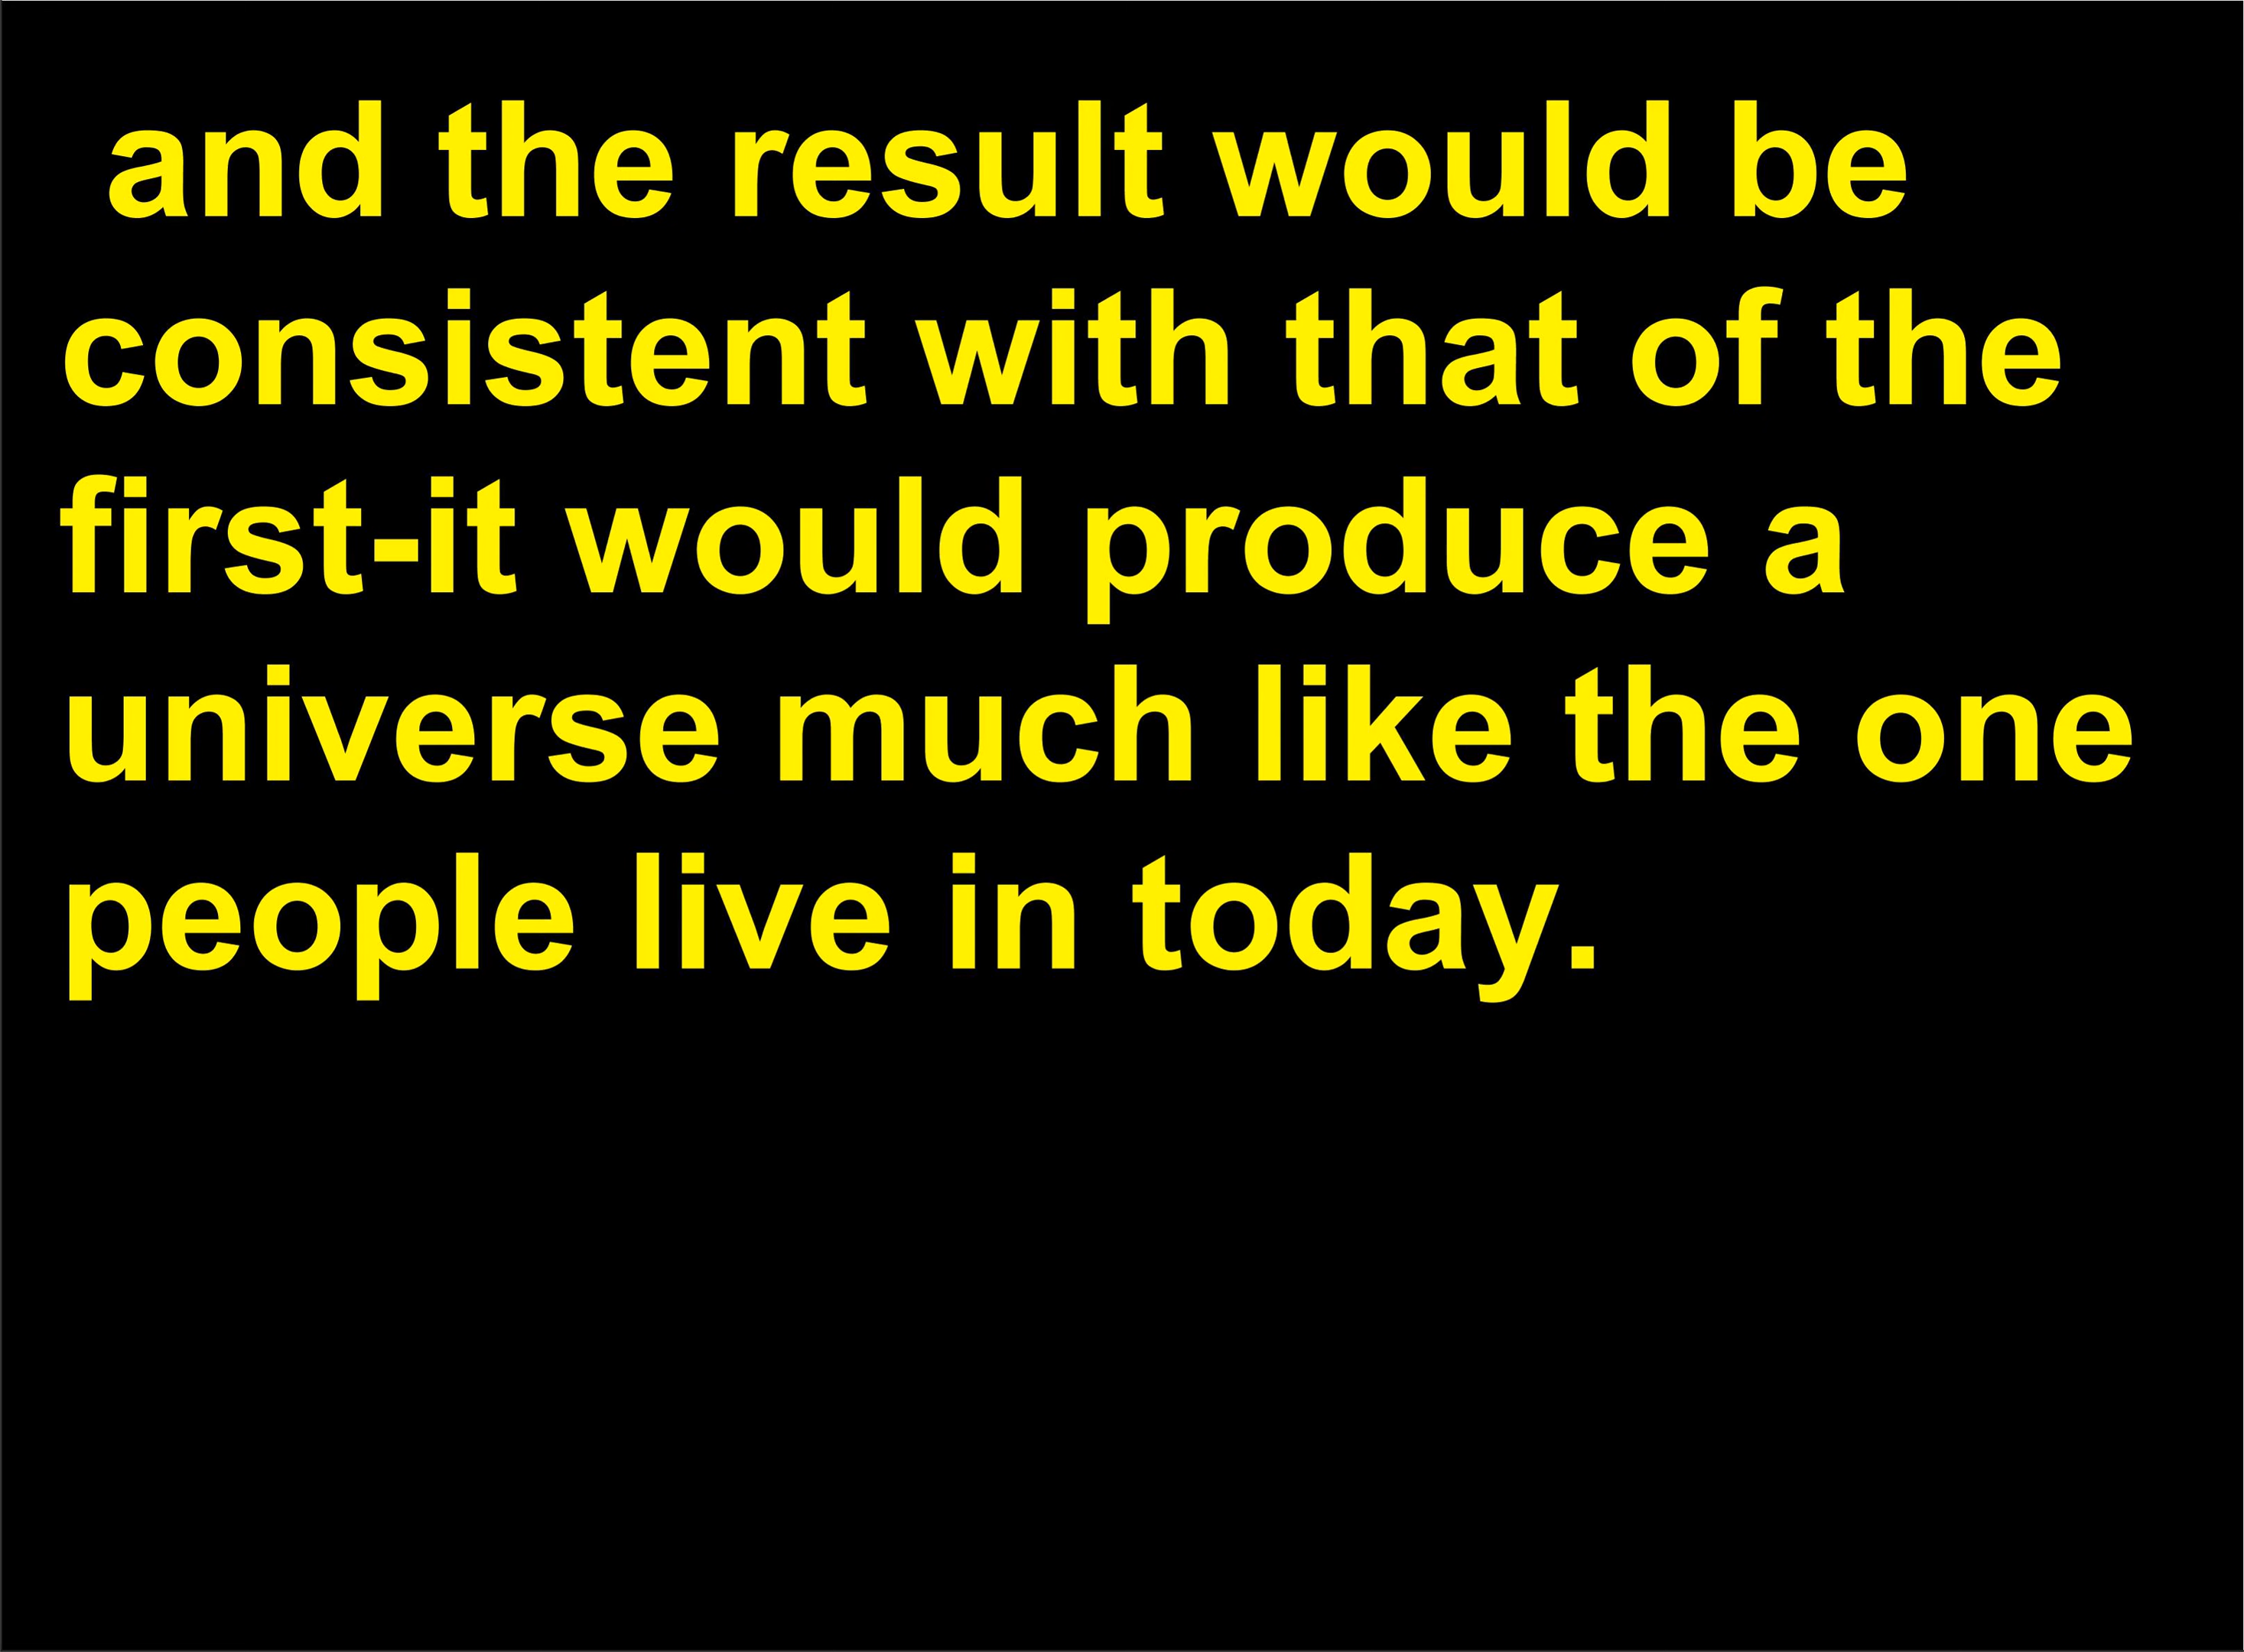 and the result would be
consistent with that of the
first-it would produce a
universe much like the one
people live in today.